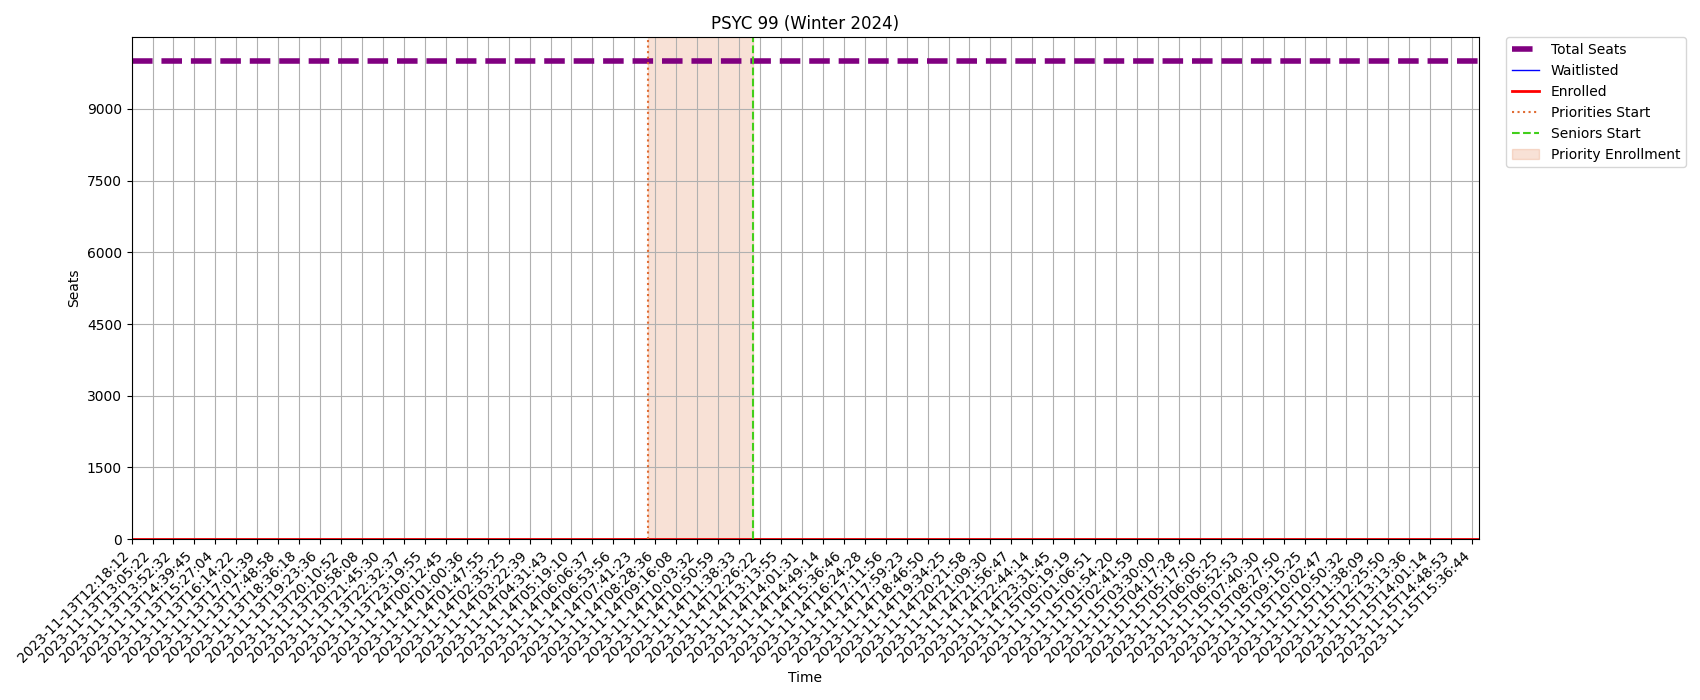 PSYC 99 (Winter 2024)
Total Seats
Waitlisted
Enrolled
Priorities Start
Seniors Start
Priority Enrollment
Seats
9000
7500
6000
4500
3000
1500
0
2023-11-13T12:18:12
2023-11-13T13:05:22
2023-11-13T13:52:32
2023-11-13T14:39:45
2023-11-13T15:27:04
2023-11-13T16:14:22
2023-11-13T17:01:39
2023-11-13T17:48:58
2023-11-13T18:36:18
2023-11-13T19:23:36
2023-11-13T20:10:52
2023-11-13T20:58:08
2023-11-13T21:45:30
2023-11-13T22:32:37
2023-11-13T23:19:55
2023-11-14T00:12:45
2023-11-14T01:00:36
2023-11-14T01:47:55
2023-11-14T02:35:25
2023-11-14T03:22:39
2023-11-14T04:31:43
2023-11-14T05:19:10
2023-11-14T06:06:37
2023-11-14T06:53:56
2023-11-14T07:41:23
2023-11-14T08:28:36
2023-11-14T09:16:08
2023-11-14T10:03:32
2023-11-14T10:50:59
2023-11-14T11:38:33
2023-11-14T12:26:22
2023-11-14T13:13:55
2023-11-14T14:01:31
2023-11-14T14:49:14
2023-11-14T15:36:46
2023-11-14T16:24:28
2023-11-14T17:11:56
2023-11-14T17:59:23
2023-11-14T18:46:50
2023-11-14T19:34:25
2023-11-14T20:21:58
2023-11-14T21:09:30
2023-11-14T21:56:47
2023-11-14T22:44:14
2023-11-14T23:31:45
2023-11-15T00:19:19
2023-11-15T01:06:51
2023-11-15T01:54:20
2023-11-15T02:41:59
2023-11-15T03:30:00
2023-11-15T04:17:28
2023-11-15T05:17:50
2023-11-15T06:05:25
2023-11-15T06:52:53
2023-11-15T07:40:30
2023-11-15T08:27:50
2023-11-15T09:15:25
2023-11-15T10:02:47
2023-11-15T10:50:32
2023-11-15T11:38:09
2023-11-15T12:25:50
2023-11-15T13:13:36
2023-11-15T14:01:14
2023-11-15T14:48:53
2023-11-15T15:36:44
Time